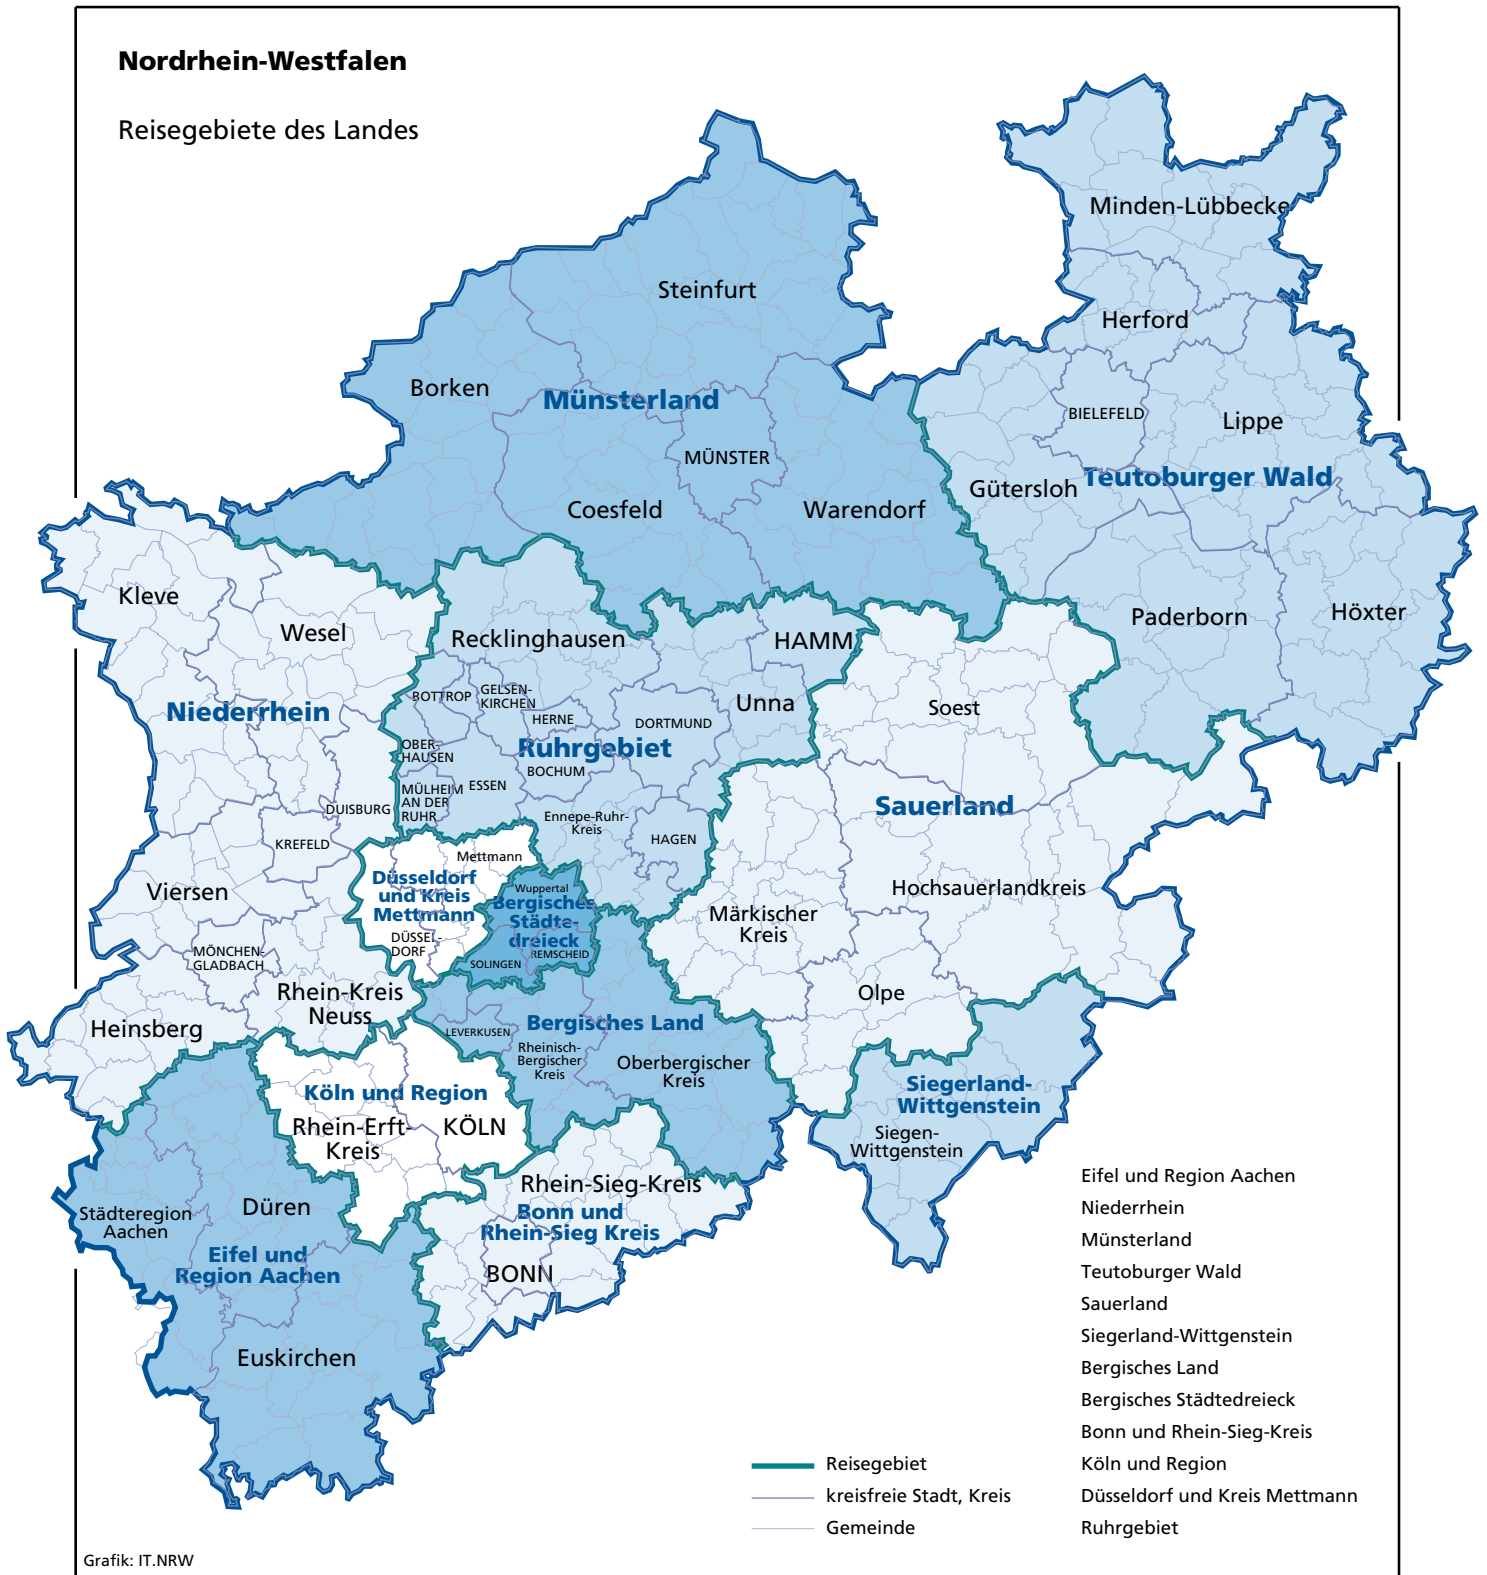 Nordrhein-Westfalen
Reisegebiete des Landes
Minden-Lübbecke
Steinfurt
Herford
Borken
Münsterland
BIELEFELD
Lippe
MÜNSTER
Teutoburger Wald
Gütersloh
Coesfeld
Warendorf
Kleve
Wesel
Recklinghausen
HAMM
Paderborn
Höxter
Niederrhein
BOTTROP
GELSEN-
KIRCHEN
HERNE
DORTMUND
Unna
Soest
OBER-
HAUSEN
Ruhrgebiet
BOCHUM
MÜLHEIM
AN DER
RUHR
ESSEN
DUISBURG
Ennepe-Ruhr-
Kreis
HAGEN
Sauerland
KREFELD
Mettmann
Düsseldorf
und Kreis
Mettmann
Viersen
Wuppertal
Bergisches
Städte-
dreieck
Hochsauerlandkreis
Märkischer
Kreis
DÜSSEL-
DORF
REMSCHEID
SOLINGEN
MÖNCHEN-
GLADBACH
Rhein-Kreis
Neuss
Olpe
Heinsberg
Bergisches Land
LEVERKUSEN
Rheinisch-
Bergischer
Kreis
Oberbergischer
Kreis
Köln und Region
Siegerland-
Wittgenstein
Rhein-Erft-
Kreis
KÖLN
Siegen-
Wittgenstein
Rhein-Sieg-Kreis
Städteregion
Aachen
Düren
Bonn und
Rhein-Sieg Kreis
Eifel und
Region Aachen
BONN
Euskirchen
Eifel und Region Aachen
Niederrhein
Münsterland
Teutoburger Wald
Sauerland
Siegerland-Wittgenstein
Bergisches Land
Bergisches Städtedreieck
Bonn und Rhein-Sieg-Kreis
Köln und Region
Düsseldorf und Kreis Mettmann
Ruhrgebiet
Reisegebiet
kreisfreie Stadt, Kreis
Gemeinde
Grafik: IT.NRW